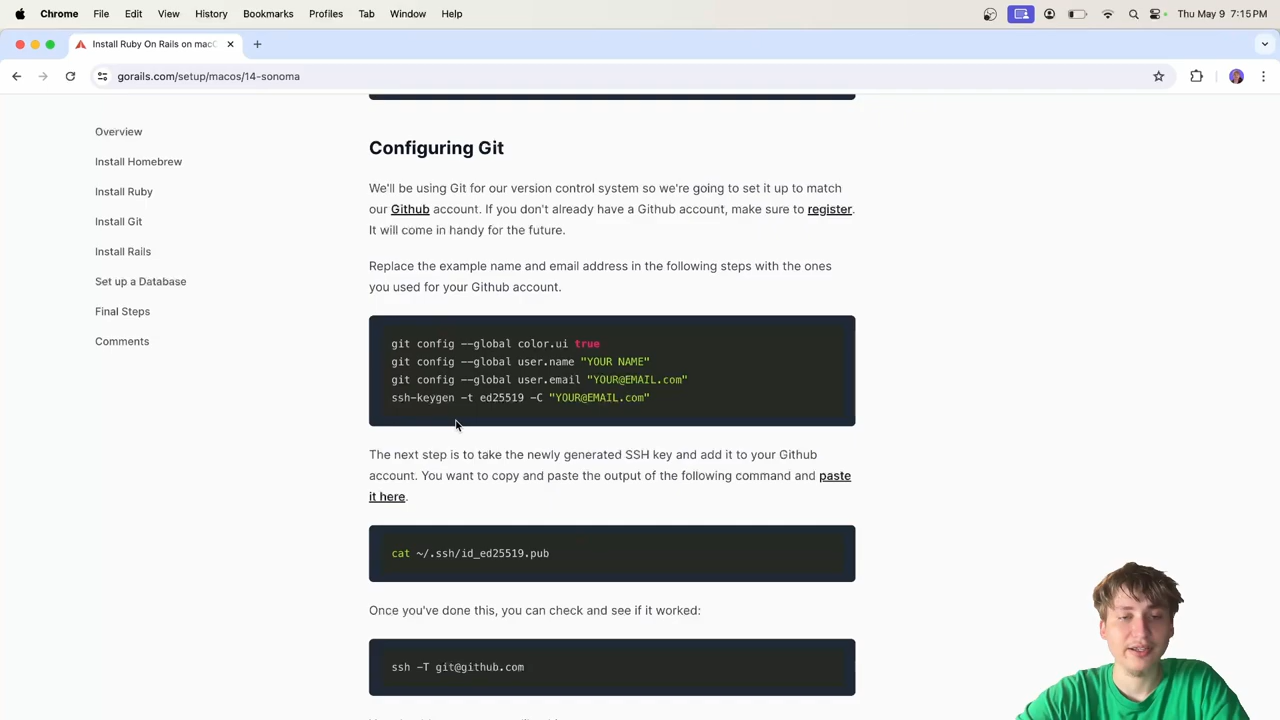 Chrome File Edit View History Bookmarks Profiles Tab Window Help Thu May 9 7:15 PM
Install Ruby On Rails on mac
gorails.com/setup/macos/14-sonoma
Overview
Install Homebrew
Install Ruby
Install Git
Install Rails
Set up a Database
Final Steps
Comments
Configuring Git
We'll be using Git for our version control system so we're going to set it up to match
our Github account. If you don't already have a Github account, make sure to register.
It will come in handy for the future.
Replace the example name and email address in the following steps with the ones
you used for your Github account.
git config --global color.ui true
git config --global user.name "YOUR NAME"
git config --global user.email "YOUR@EMAIL.com"
ssh-keygen -t ed25519 -C "YOUR@EMAIL.com"
The next step is to take the newly generated SSH key and add it to your Github
account. You want to copy and paste the output of the following command and paste
it here.
cat ~/.ssh/id_ed25519.pub
Once you've done this, you can check and see if it worked:
ssh -T git@github.com